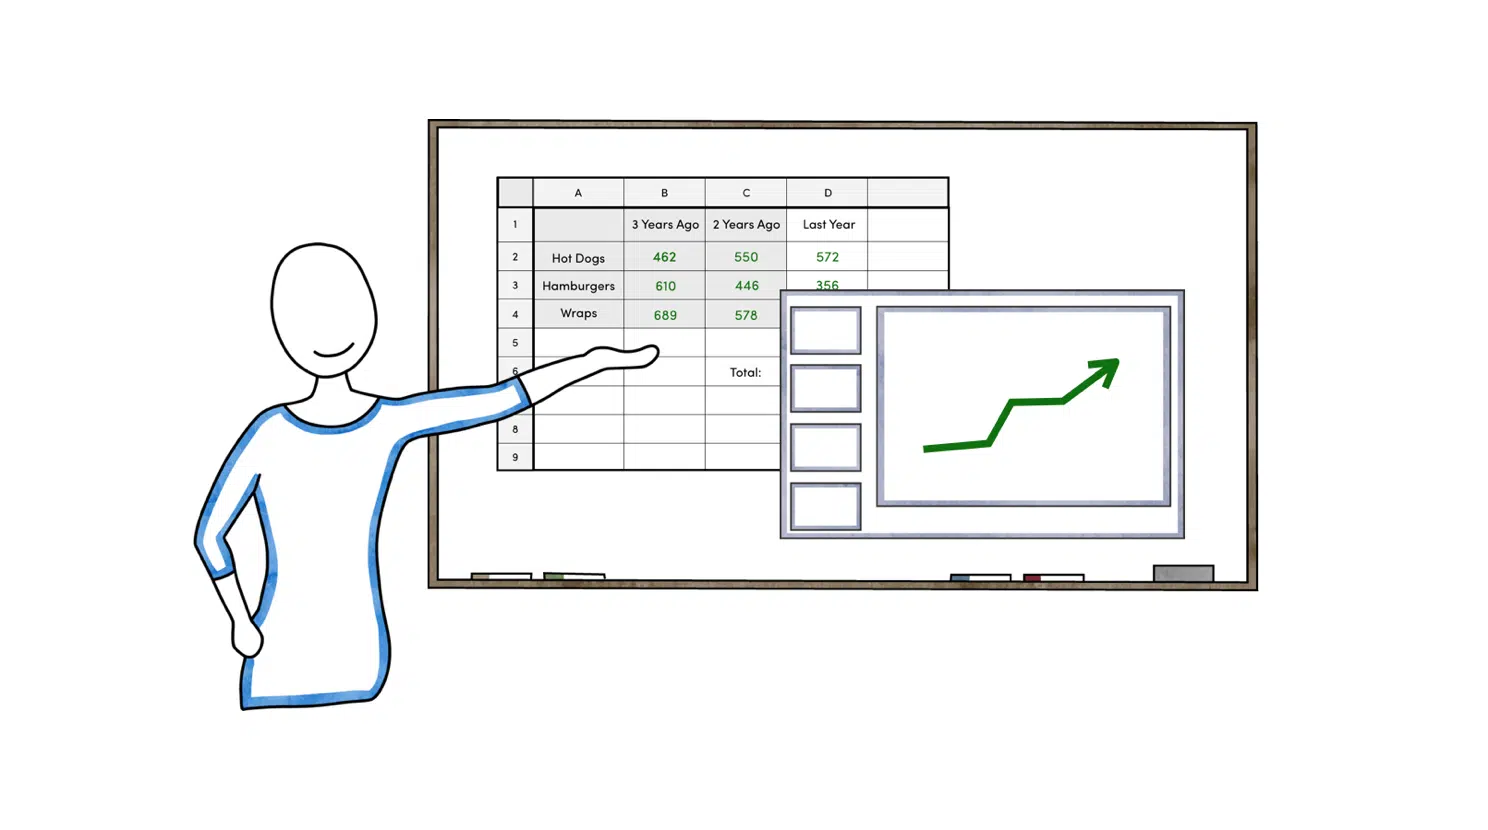 A B C D
1 3 Years Ago 2 Years Ago Last Year
2 Hot Dogs 462 550 572
3 Hamburgers 610 446 356
4 Wraps 689 578
5
6 Total:
8
9